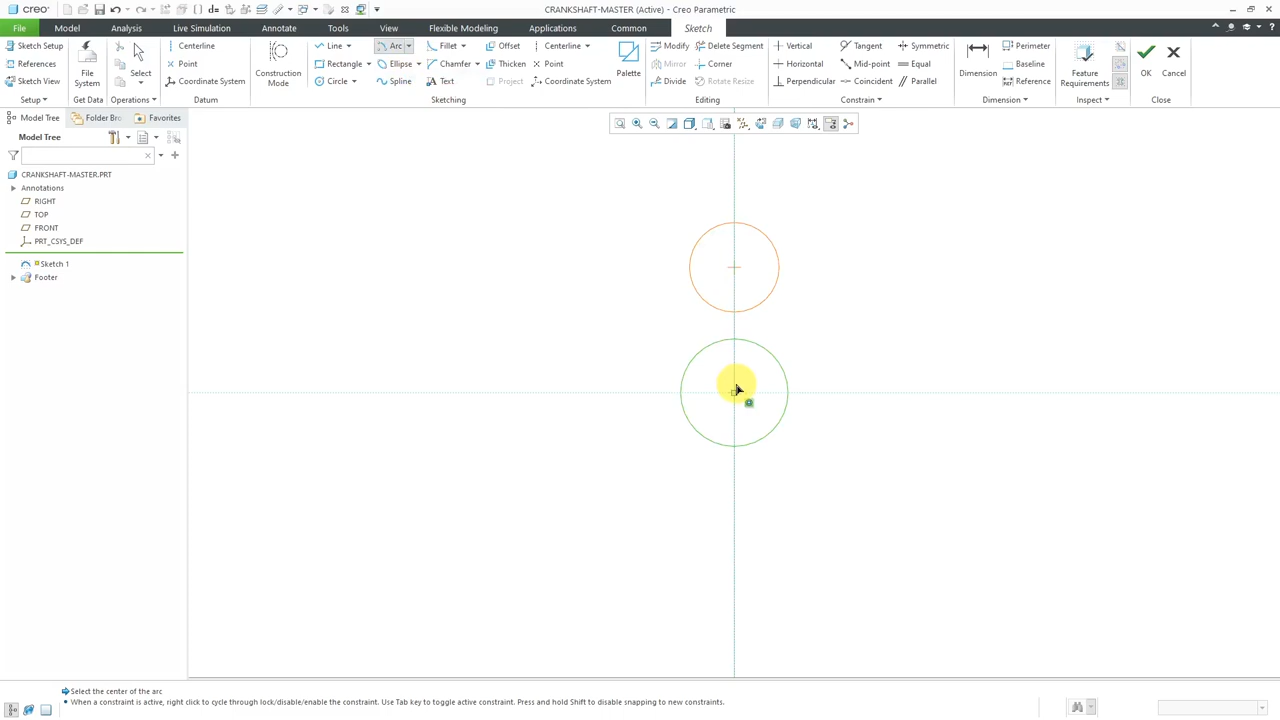 creo
CRANKSHAFT-MASTER (Active) - Creo Parametric
File Model Analysis Live Simulation Annotate Tools View Flexible Modeling Applications Common Sketch
Sketch Setup
References
Sketch View
Setup
File
System
Get Data
Select
Operations
Centerline
Point
Coordinate System
Datum
Construction
Mode
Line Arc Fillet Offset Centerline
Rectangle Ellipse Chamfer Thicken Point
Circle Spline Text Project Coordinate System
Palette
Sketching
Modify Delete Segment
Mirror Corner
Divide Rotate Resize
Editing
Vertical Tangent Symmetric
Horizontal Mid-point Equal
Perpendicular Coincident Parallel
Constrain
Dimension
Perimeter
Baseline
Reference
Dimension
Feature
Requirements
Inspect
OK Cancel
Close
Model Tree Folder Bro Favorites
Model Tree
CRANKSHAFT-MASTER.PRT
Annotations
RIGHT
TOP
FRONT
PRT_CSYS_DEF
Sketch 1
Footer
Select the center of the arc
When a constraint is active, right click to cycle through lock/disable/enable the constraint. Use Tab key to toggle active constraint. Press and hold Shift to disable snapping to new constraints.